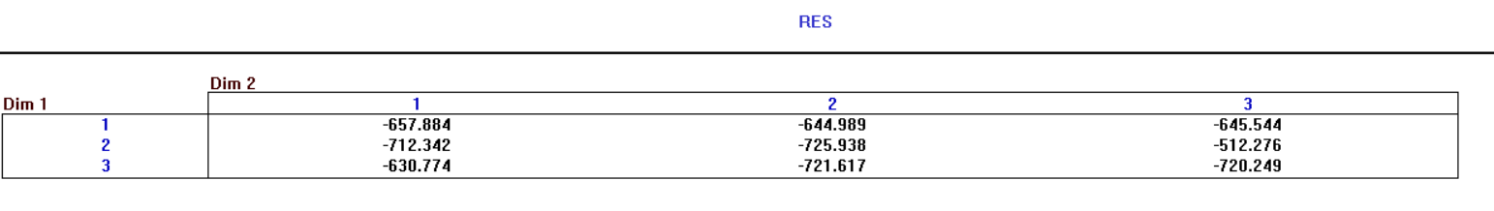 RES
Dim 2
Dim 1 1 2 3
1 -657.884 -644.989 -645.544
2 -712.342 -725.938 -512.276
3 -630.774 -721.617 -720.249